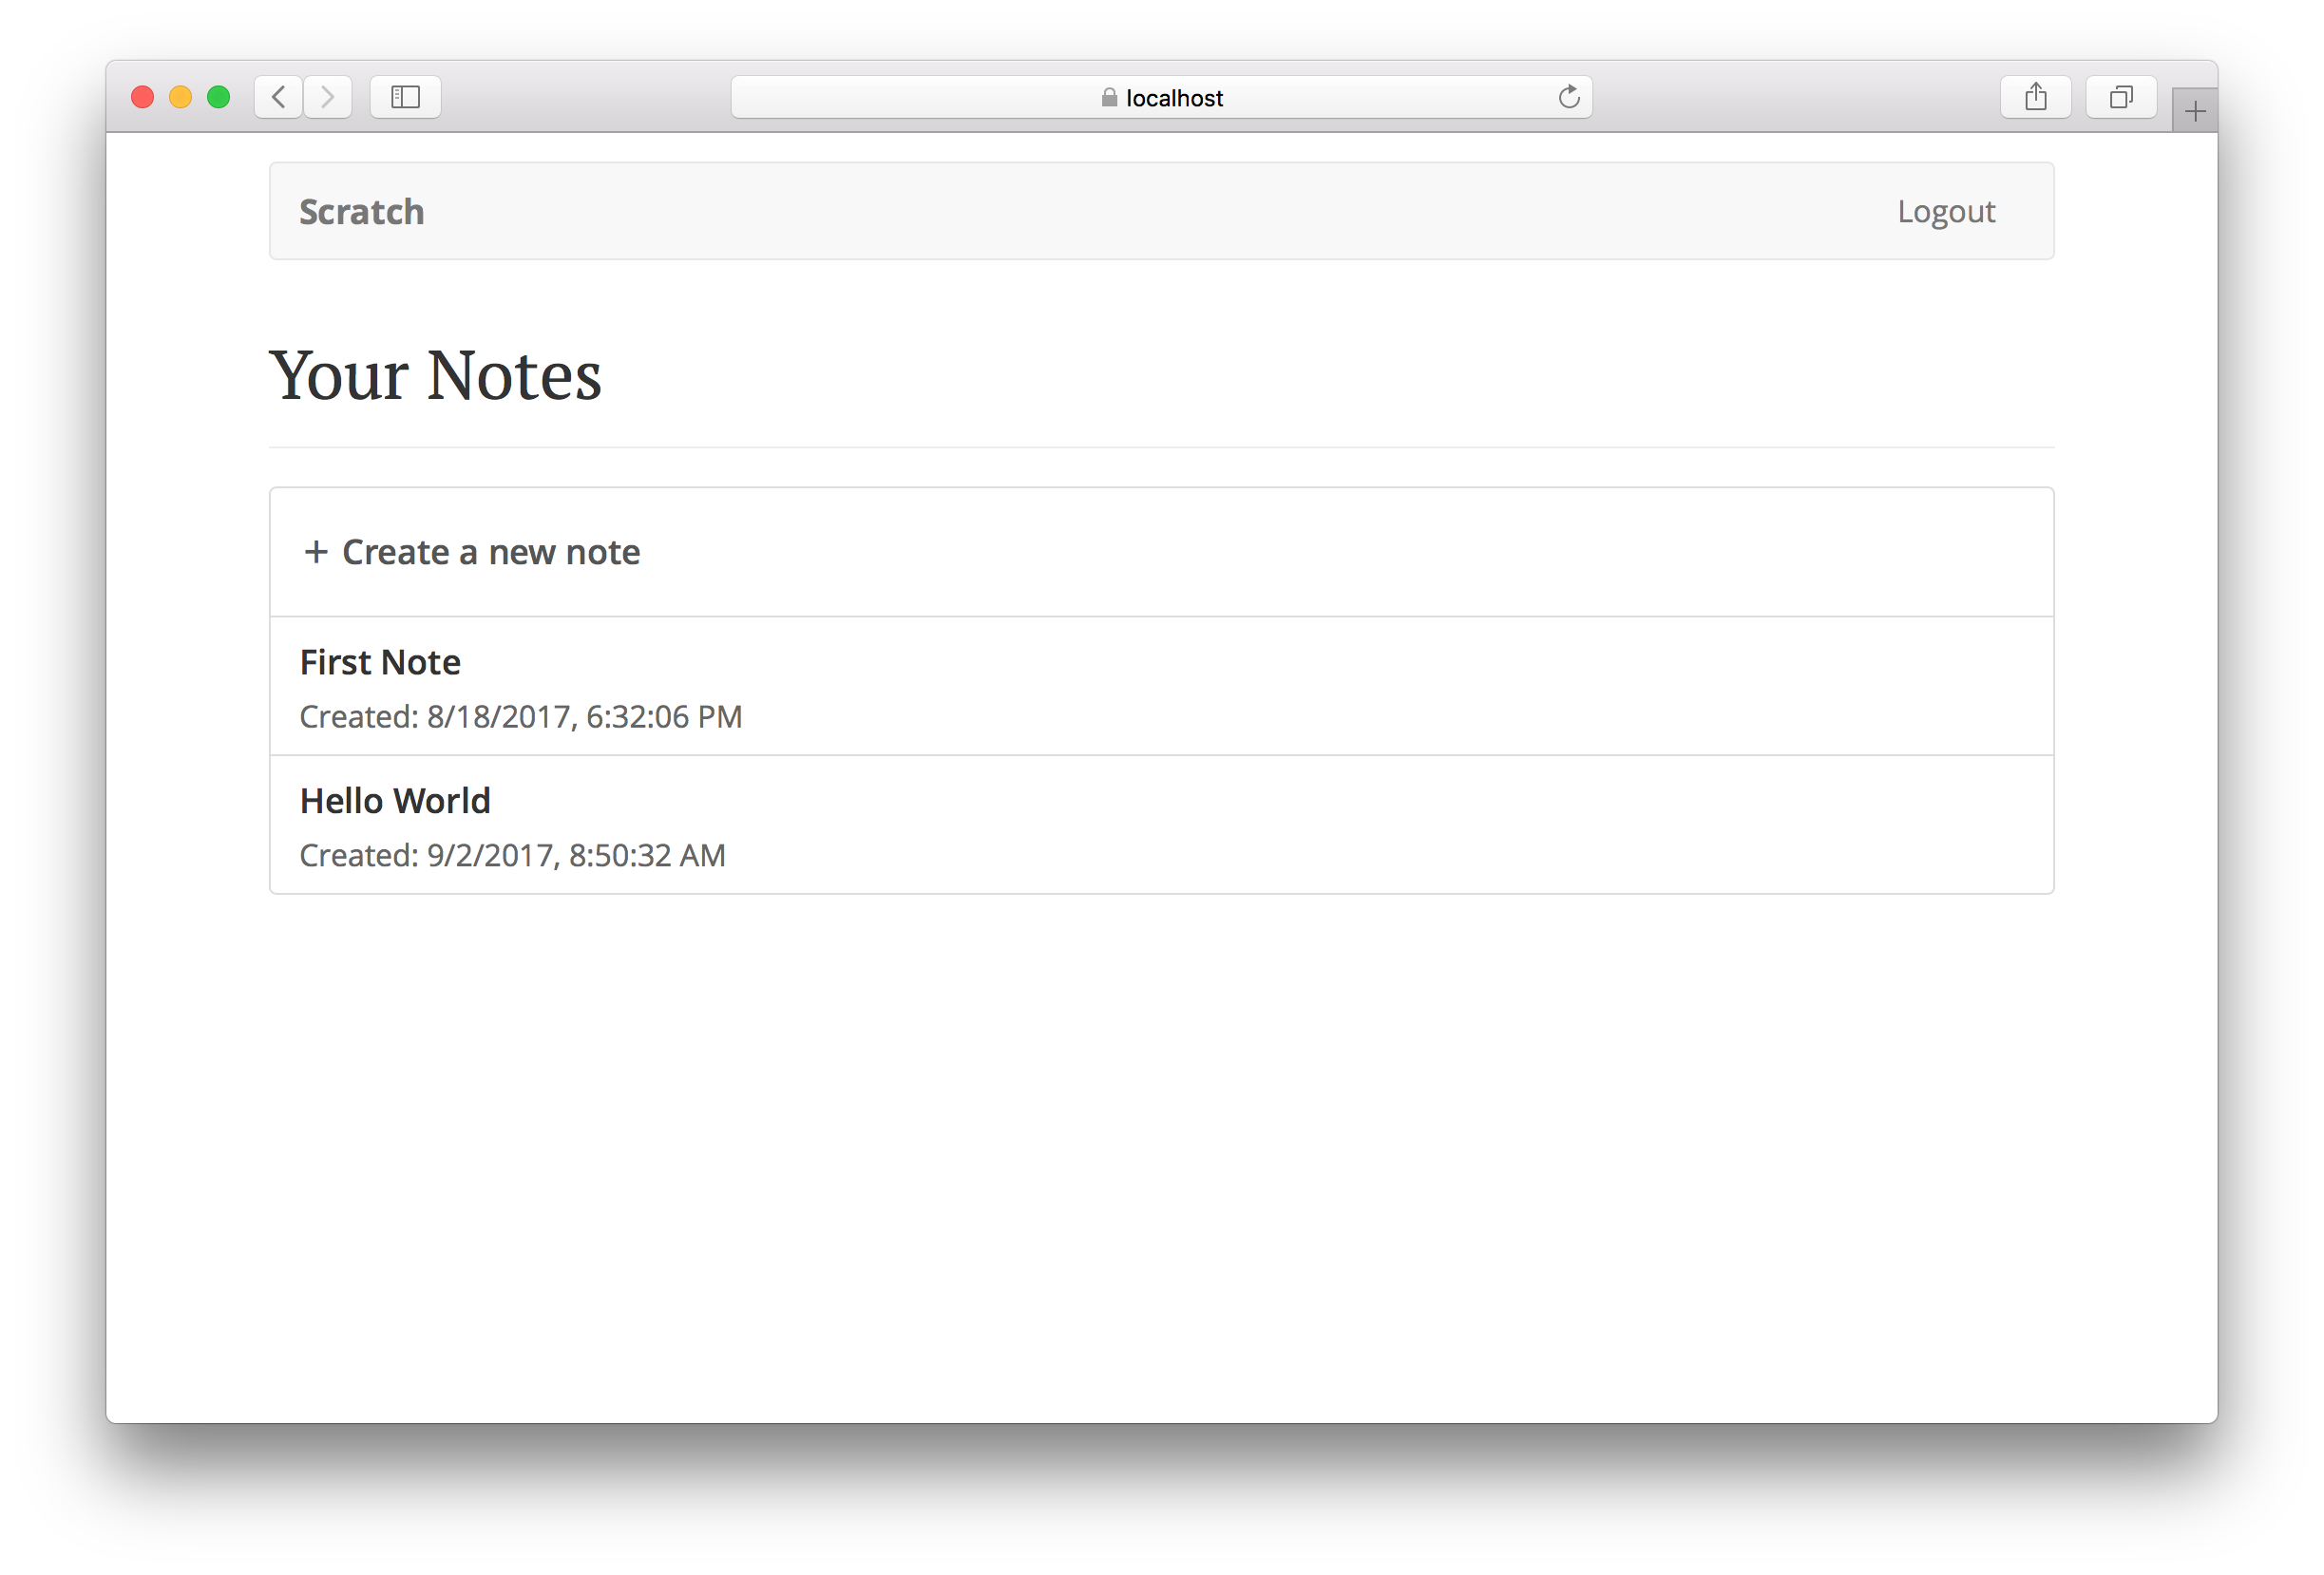 localhost
Scratch
Logout
Your Notes
+ Create a new note
First Note
Created: 8/18/2017, 6:32:06 PM
Hello World
Created: 9/2/2017, 8:50:32 AM